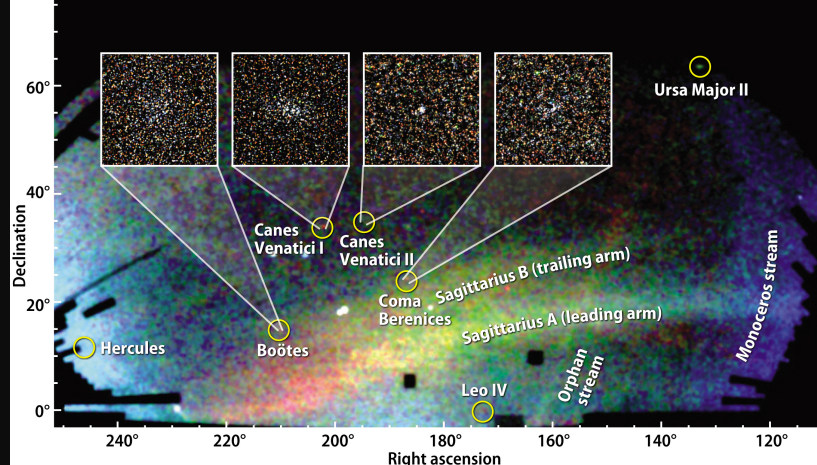 60°
40°
20°
0°
Declination
Ursa Major II
Canes
Venatici I
Canes
Venatici II
Coma
Berenices
Sagittarius B (trailing arm)
Sagittarius A (leading arm)
Monoceros stream
Hercules
Boötes
Leo IV
Orphan
stream
240° 220° 200° 180° 160° 140° 120°
Right ascension